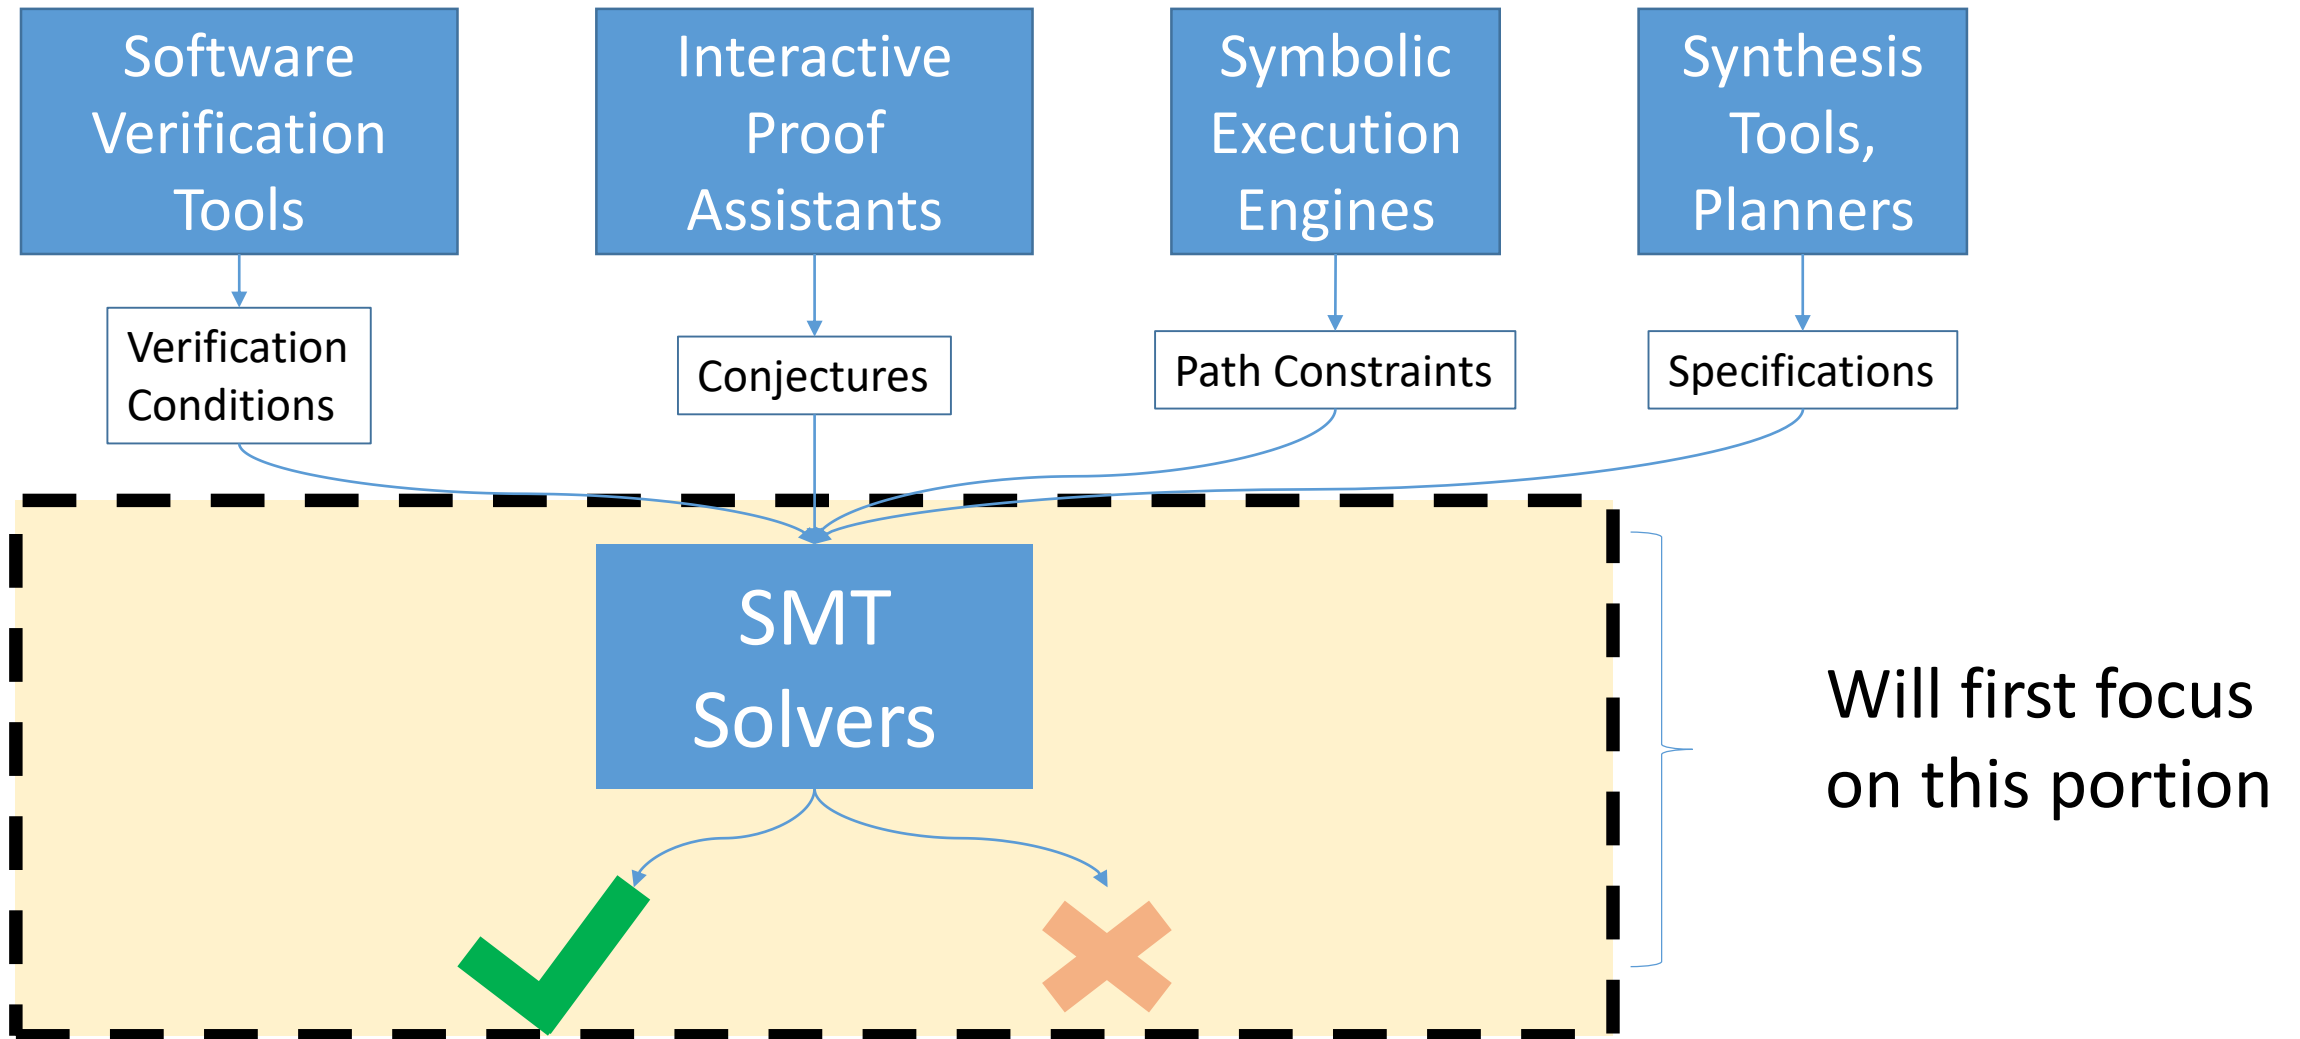 Software
Verification
Tools
Interactive
Proof
Assistants
Symbolic
Execution
Engines
Synthesis
Tools,
Planners
Verification
Conditions
Conjectures
Path Constraints
Specifications
SMT
Solvers
Will first focus
on this portion